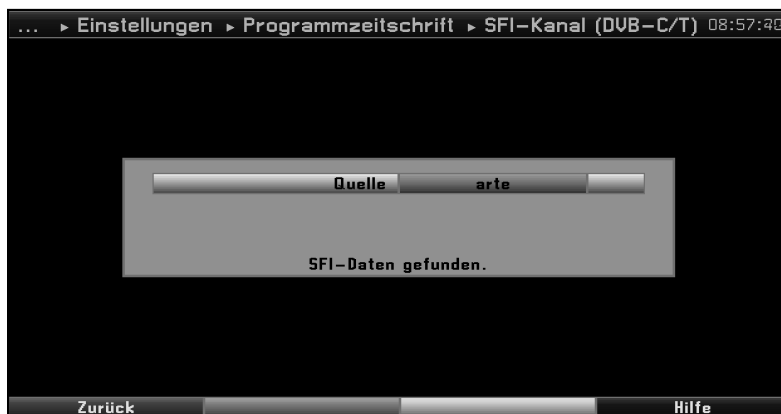 ... ▸ Einstellungen ▸ Programmzeitschrift ▸ SFI-Kanal (DVB-C/T) 08:57:40
Quelle arte
SFI-Daten gefunden.
Zurück Hilfe